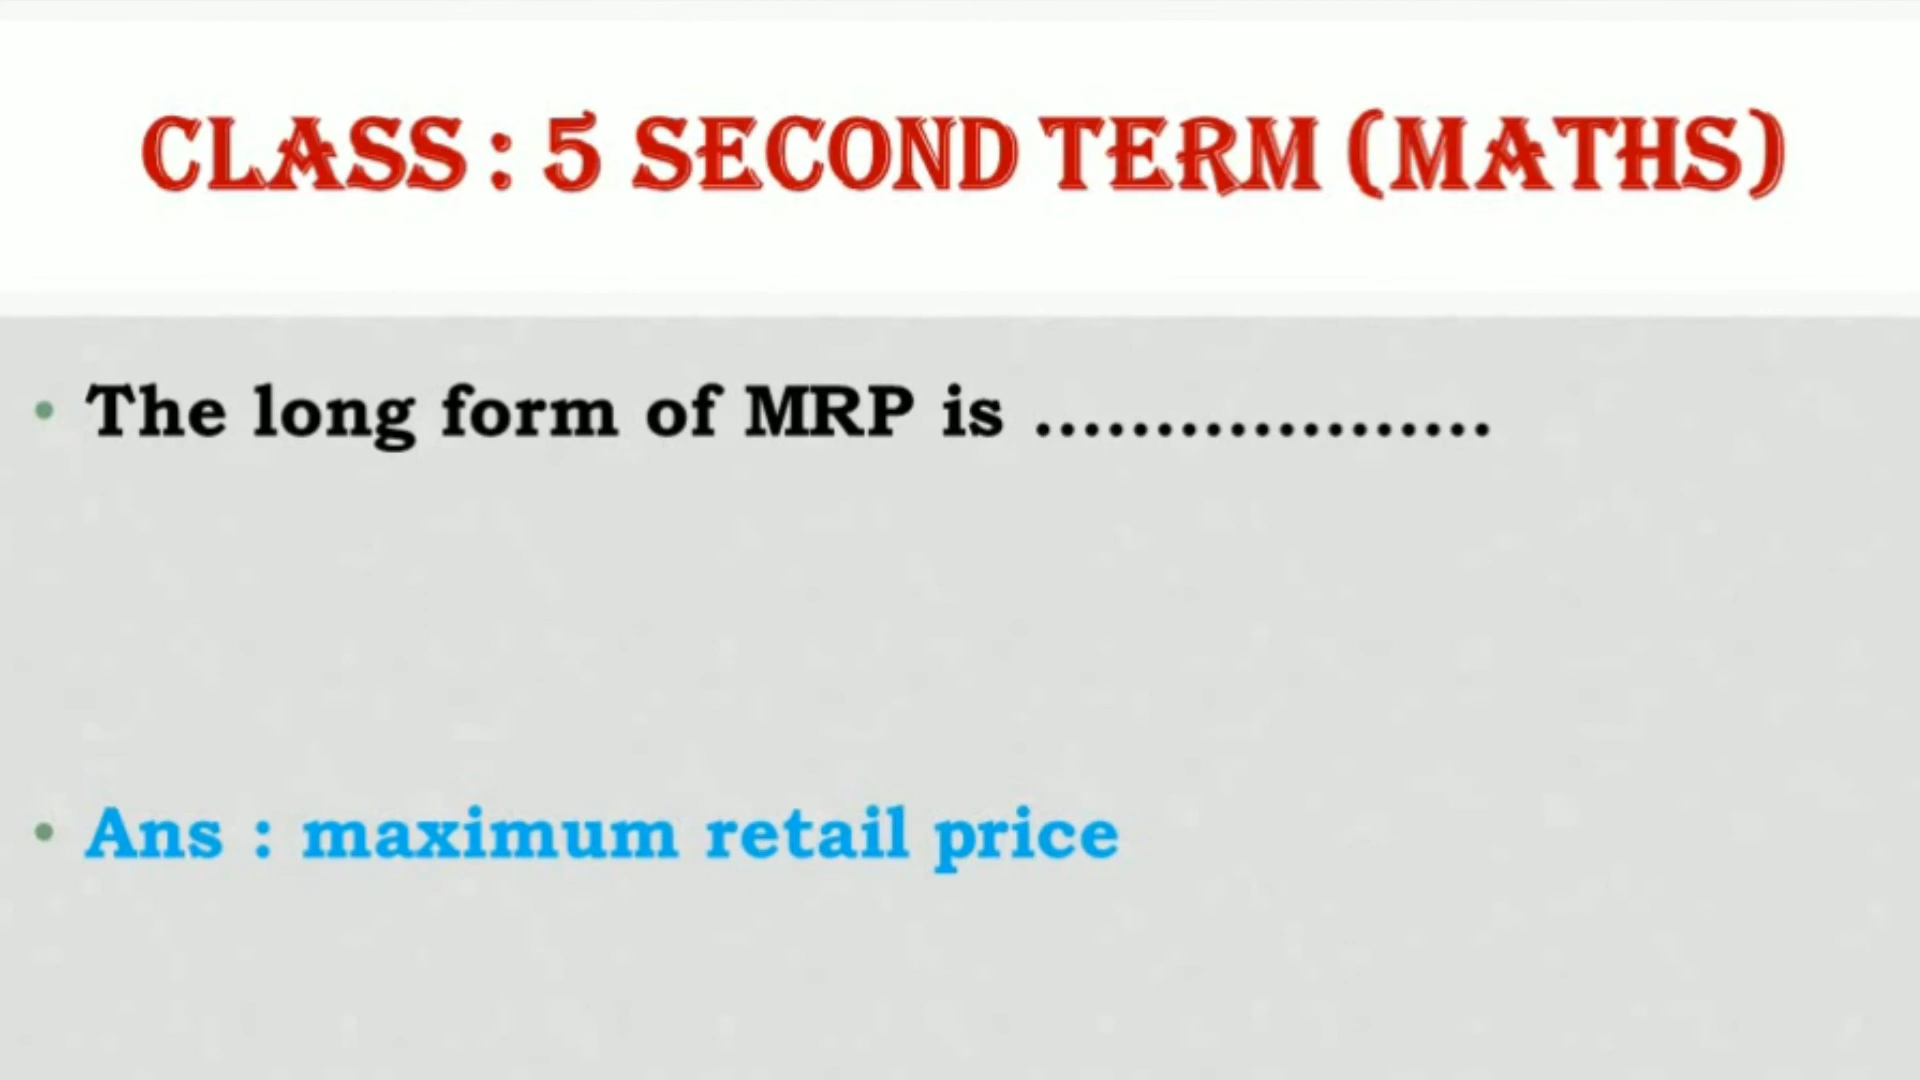 CLASS : 5 SECOND TERM (MATHS)
• The long form of MRP is ...................
• Ans : maximum retail price